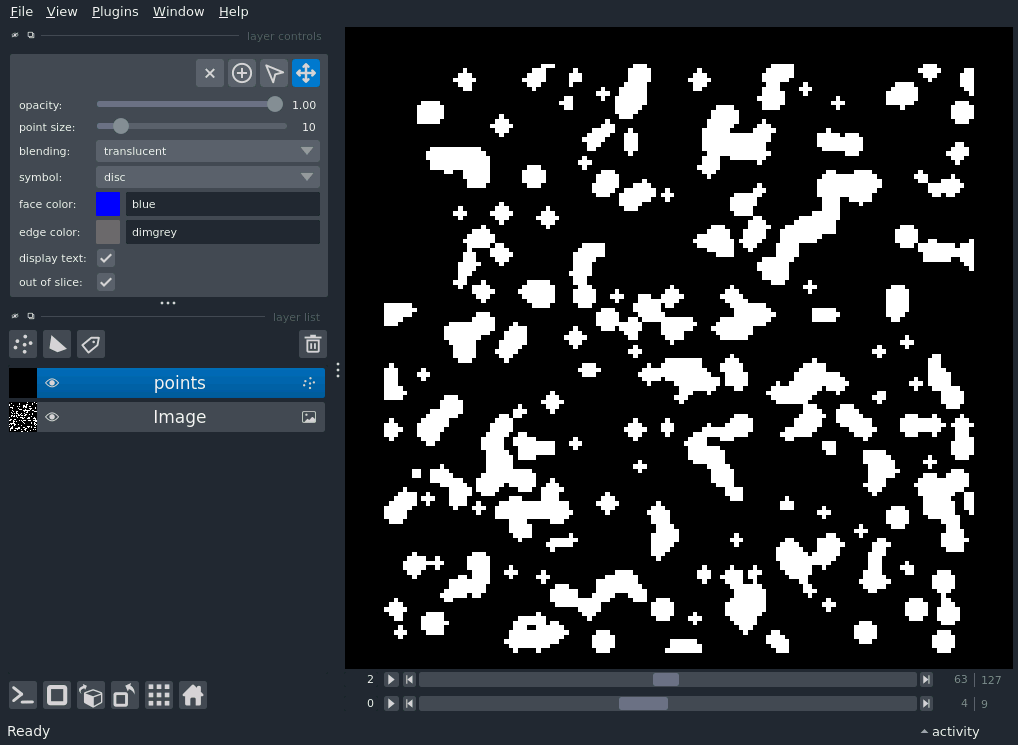 File View Plugins Window Help
layer controls
opacity: 1.00
point size: 10
blending: translucent
symbol: disc
face color: blue
edge color: dimgrey
display text:
out of slice:
layer list
points
Image
2 63 127
0 4 9
Ready activity